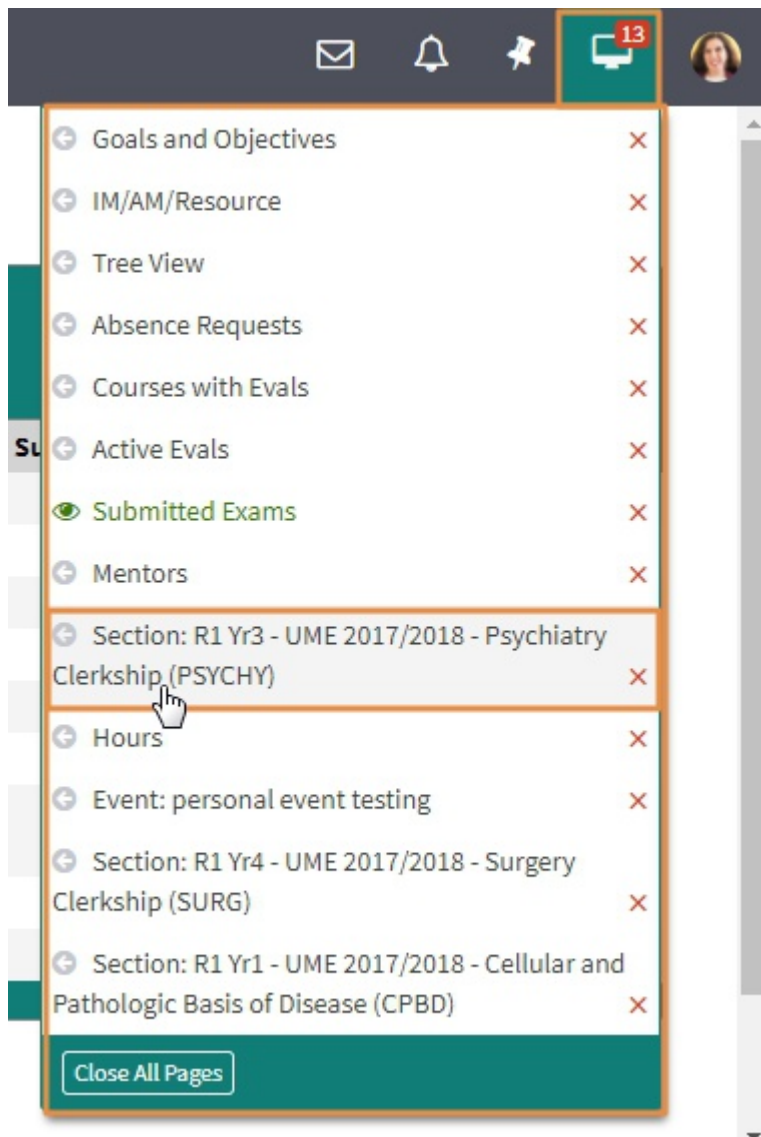 13
Goals and Objectives
IM/AM/Resource
Tree View
Absence Requests
Courses with Evals
Su
Active Evals
Submitted Exams
Mentors
Section: R1 Yr3 - UME 2017/2018 - Psychiatry
Clerkship (PSYCHY)
Hours
Event: personal event testing
Section: R1 Yr4 - UME 2017/2018 - Surgery
Clerkship (SURG)
Section: R1 Yr1 - UME 2017/2018 - Cellular and
Pathologic Basis of Disease (CPBD)
Close All Pages